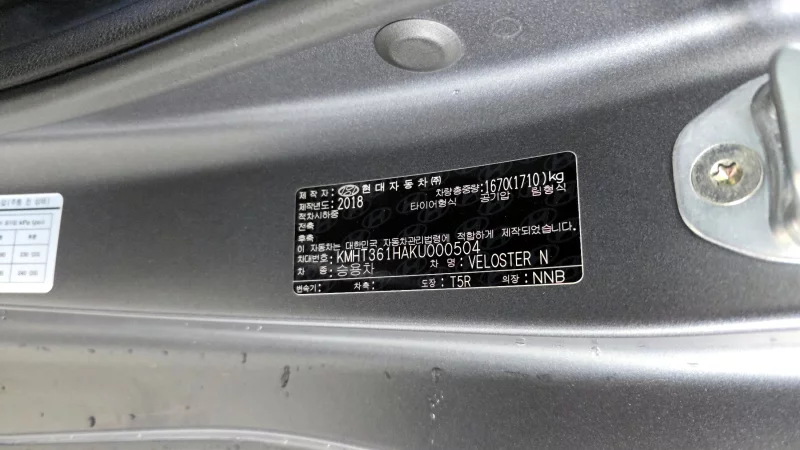 제 작 자 : 현대자동차(주)
제작년도: 2018 차량총중량: 1670(1710)kg
적차시하중 타이어형식 공기압 림형식
전축
후축
이 자동차는 대한민국 자동차관리법령에 적합하게 제작되었음.
차대번호: KMHT361HAKU000504
차 종: 승용차 차 명 : VELOSTER N
변속기: 차축: 도장 : T5R 의장: NNB